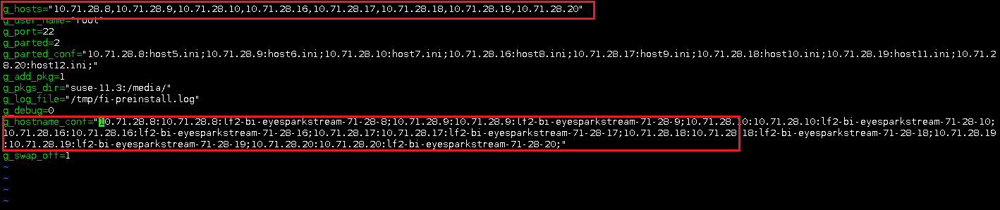 g_hosts="10.71.28.8,10.71.28.9,10.71.28.10,10.71.28.16,10.71.28.17,10.71.28.18,10.71.28.19,10.71.28.20"
g_user_name="root"
g_port=22
g_parted=2
g_parted_conf="10.71.28.8:host5.ini;10.71.28.9:host6.ini;10.71.28.10:host7.ini;10.71.28.16:host8.ini;10.71.28.17:host9.ini;10.71.28.18:host10.ini;10.71.28.19:host11.ini;10.71.2
8.20:host12.ini;"
g_add_pkg=1
g_pkgs_dir="suse-11.3:/media/"
g_log_file="/tmp/fi-preinstall.log"
g_debug=0
g_hostname_conf="10.71.28.8:10.71.28.8:lf2-bi-eyesparkstream-71-28-8;10.71.28.9:10.71.28.9:lf2-bi-eyesparkstream-71-28-9;10.71.28.10:10.71.28.10:lf2-bi-eyesparkstream-71-28-10;
10.71.28.16:10.71.28.16:lf2-bi-eyesparkstream-71-28-16;10.71.28.17:10.71.28.17:lf2-bi-eyesparkstream-71-28-17;10.71.28.18:10.71.28.18:lf2-bi-eyesparkstream-71-28-18;10.71.28.19
:10.71.28.19:lf2-bi-eyesparkstream-71-28-19;10.71.28.20:10.71.28.20:lf2-bi-eyesparkstream-71-28-20;"
g_swap_off=1
~
~
~
~